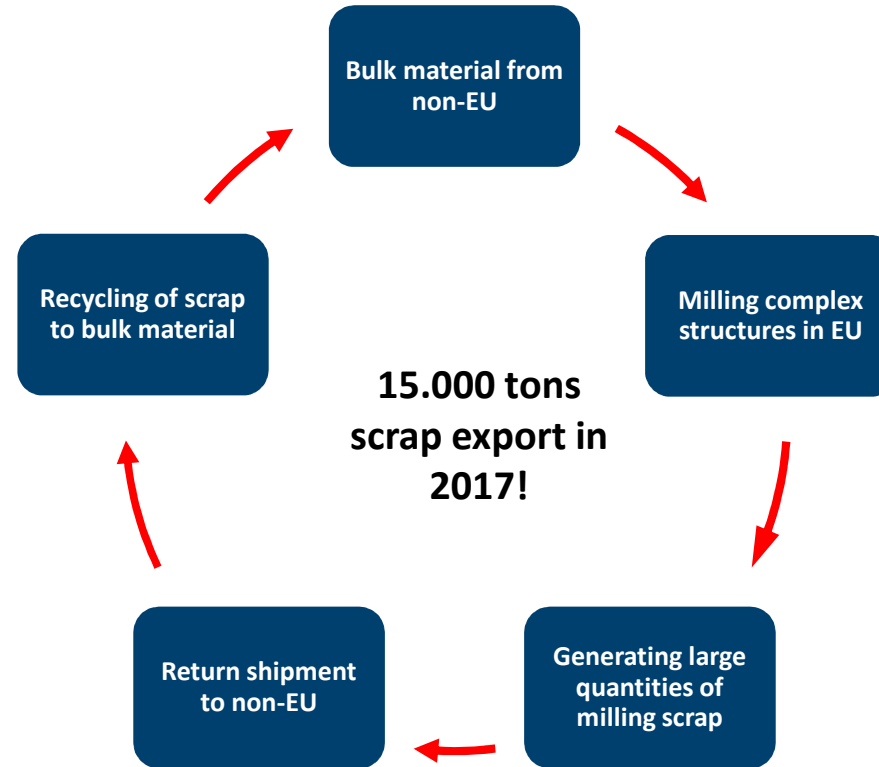 Bulk material from
non-EU
Milling complex
structures in EU
Generating large
quantities of
milling scrap
Return shipment
to non-EU
Recycling of scrap
to bulk material
15.000 tons
scrap export in
2017!